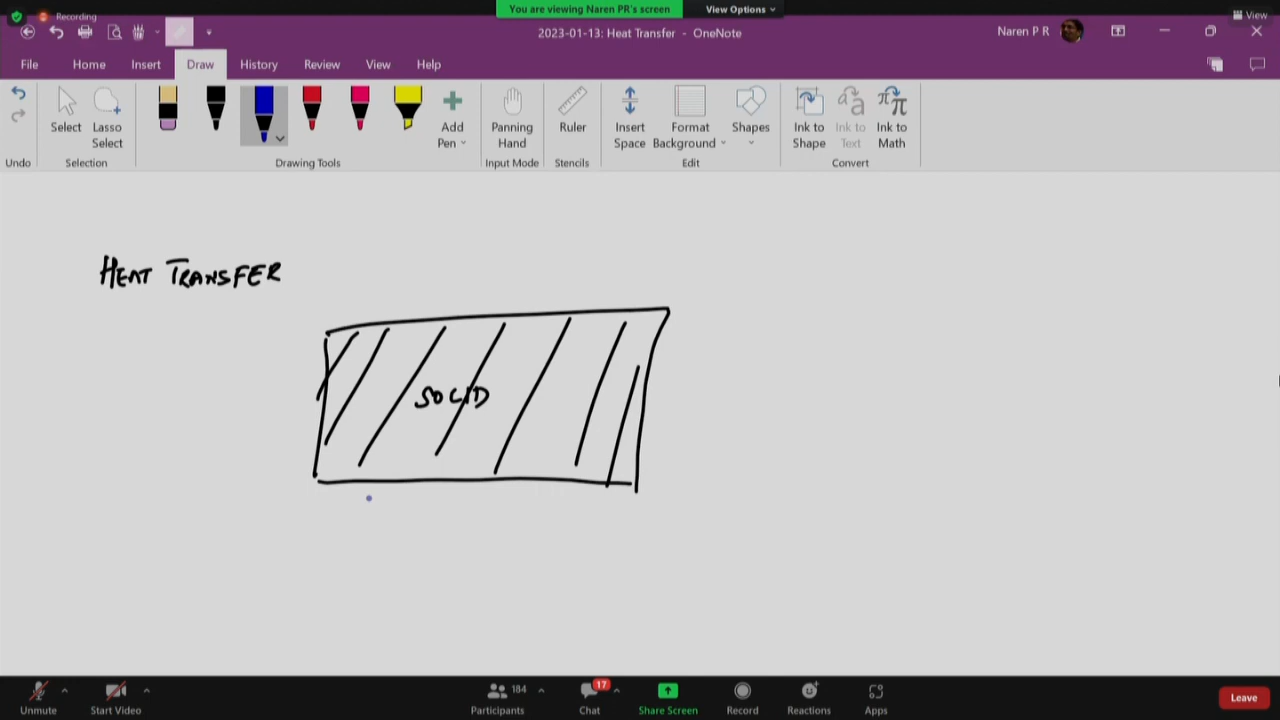 Recording
You are viewing Naren PR's screen
View Options
View
2023-01-13: Heat Transfer - OneNote
Naren P R
File Home Insert Draw History Review View Help
Undo
Select
Lasso Select
Selection
Add Pen
Drawing Tools
Panning Hand
Input Mode
Ruler
Stencils
Insert Space
Format Background
Shapes
Edit
Ink to Shape
Ink to Text
Ink to Math
Convert
HEAT TRANSFER
SOLID
Unmute
Start Video
184
Participants
17
Chat
Share Screen
Record
Reactions
Apps
Leave